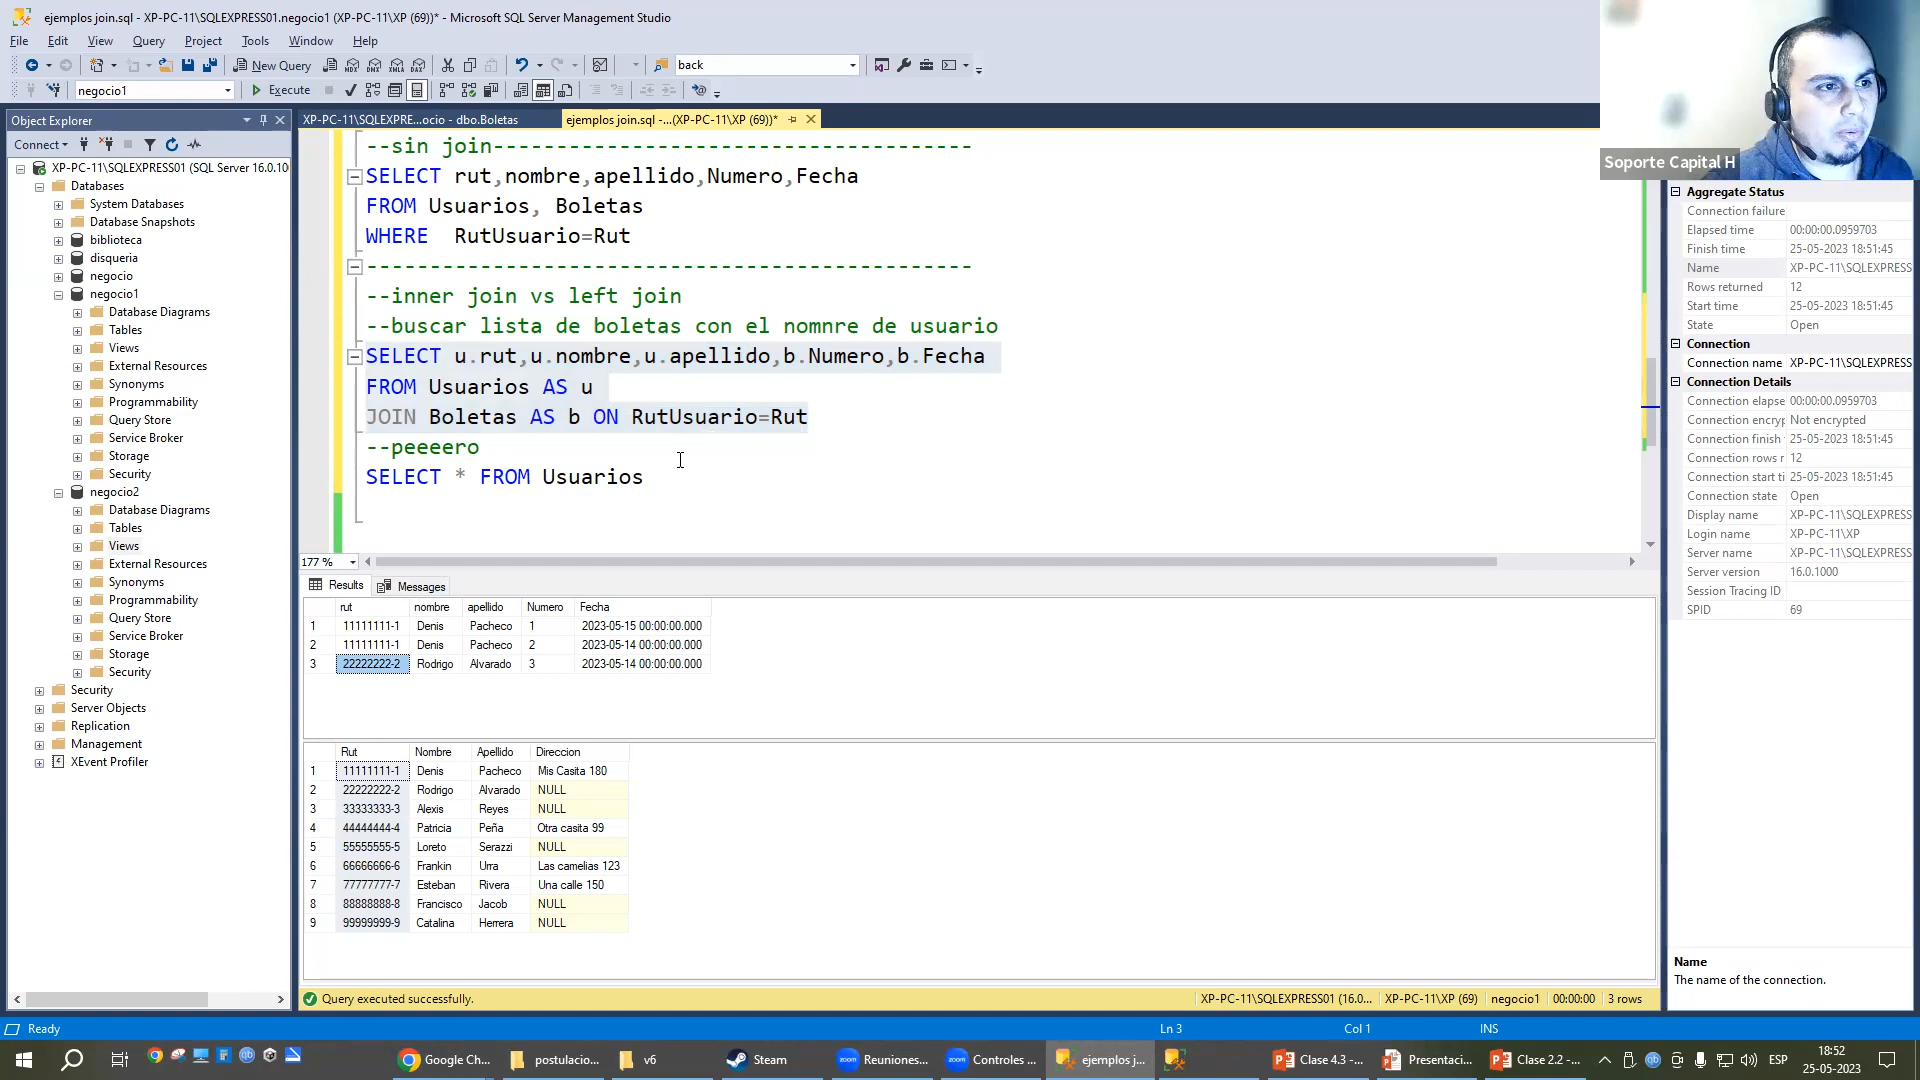 ejemplos join.sql - XP-PC-11\SQLEXPRESS01.negocio1 (XP-PC-11\XP (69))* - Microsoft SQL Server Management Studio
File Edit View Query Project Tools Window Help
New Query
back
negocio1
Execute
Soporte Capital H
Object Explorer
Connect
XP-PC-11\SQLEXPRESS01 (SQL Server 16.0.10
Databases
System Databases
Database Snapshots
biblioteca
disqueria
negocio
negocio1
Database Diagrams
Tables
Views
External Resources
Synonyms
Programmability
Query Store
Service Broker
Storage
Security
negocio2
Database Diagrams
Tables
Views
External Resources
Synonyms
Programmability
Query Store
Service Broker
Storage
Security
Security
Server Objects
Replication
Management
XEvent Profiler
XP-PC-11\SQLEXPRE...ocio - dbo.Boletas
ejemplos join.sql -...(XP-PC-11\XP (69))*
--sin join--------------------------------------
SELECT rut,nombre,apellido,Numero,Fecha
FROM Usuarios, Boletas
WHERE  RutUsuario=Rut
------------------------------------------------
--inner join vs left join
--buscar lista de boletas con el nomnre de usuario
SELECT u.rut,u.nombre,u.apellido,b.Numero,b.Fecha
FROM Usuarios AS u
JOIN Boletas AS b ON RutUsuario=Rut
--peeeero
SELECT * FROM Usuarios
177 %
Results Messages
rut nombre apellido Numero Fecha
1 11111111-1 Denis Pacheco 1 2023-05-15 00:00:00.000
2 11111111-1 Denis Pacheco 2 2023-05-14 00:00:00.000
3 22222222-2 Rodrigo Alvarado 3 2023-05-14 00:00:00.000
Rut Nombre Apellido Direccion
1 11111111-1 Denis Pacheco Mis Casita 180
2 22222222-2 Rodrigo Alvarado NULL
3 33333333-3 Alexis Reyes NULL
4 44444444-4 Patricia Peña Otra casita 99
5 55555555-5 Loreto Serazzi NULL
6 66666666-6 Frankin Urra Las camelias 123
7 77777777-7 Esteban Rivera Una calle 150
8 88888888-8 Francisco Jacob NULL
9 99999999-9 Catalina Herrera NULL
Query executed successfully.
XP-PC-11\SQLEXPRESS01 (16.0... XP-PC-11\XP (69) negocio1 00:00:00 3 rows
Aggregate Status
Connection failure
Elapsed time 00:00:00.0959703
Finish time 25-05-2023 18:51:45
Name XP-PC-11\SQLEXPRESS
Rows returned 12
Start time 25-05-2023 18:51:45
State Open
Connection
Connection name XP-PC-11\SQLEXPRESS
Connection Details
Connection elapse 00:00:00.0959703
Connection encryp Not encrypted
Connection finish 25-05-2023 18:51:45
Connection rows r 12
Connection start ti 25-05-2023 18:51:45
Connection state Open
Display name XP-PC-11\SQLEXPRESS
Login name XP-PC-11\XP
Server name XP-PC-11\SQLEXPRESS
Server version 16.0.1000
Session Tracing ID
SPID 69
Name
The name of the connection.
Ready Ln 3 Col 1 INS
Google Ch... postulacio... v6 Steam Reuniones... Controles ... ejemplos j... Clase 4.3 -... Presentaci... Clase 2.2 -... ESP
18:52
25-05-2023